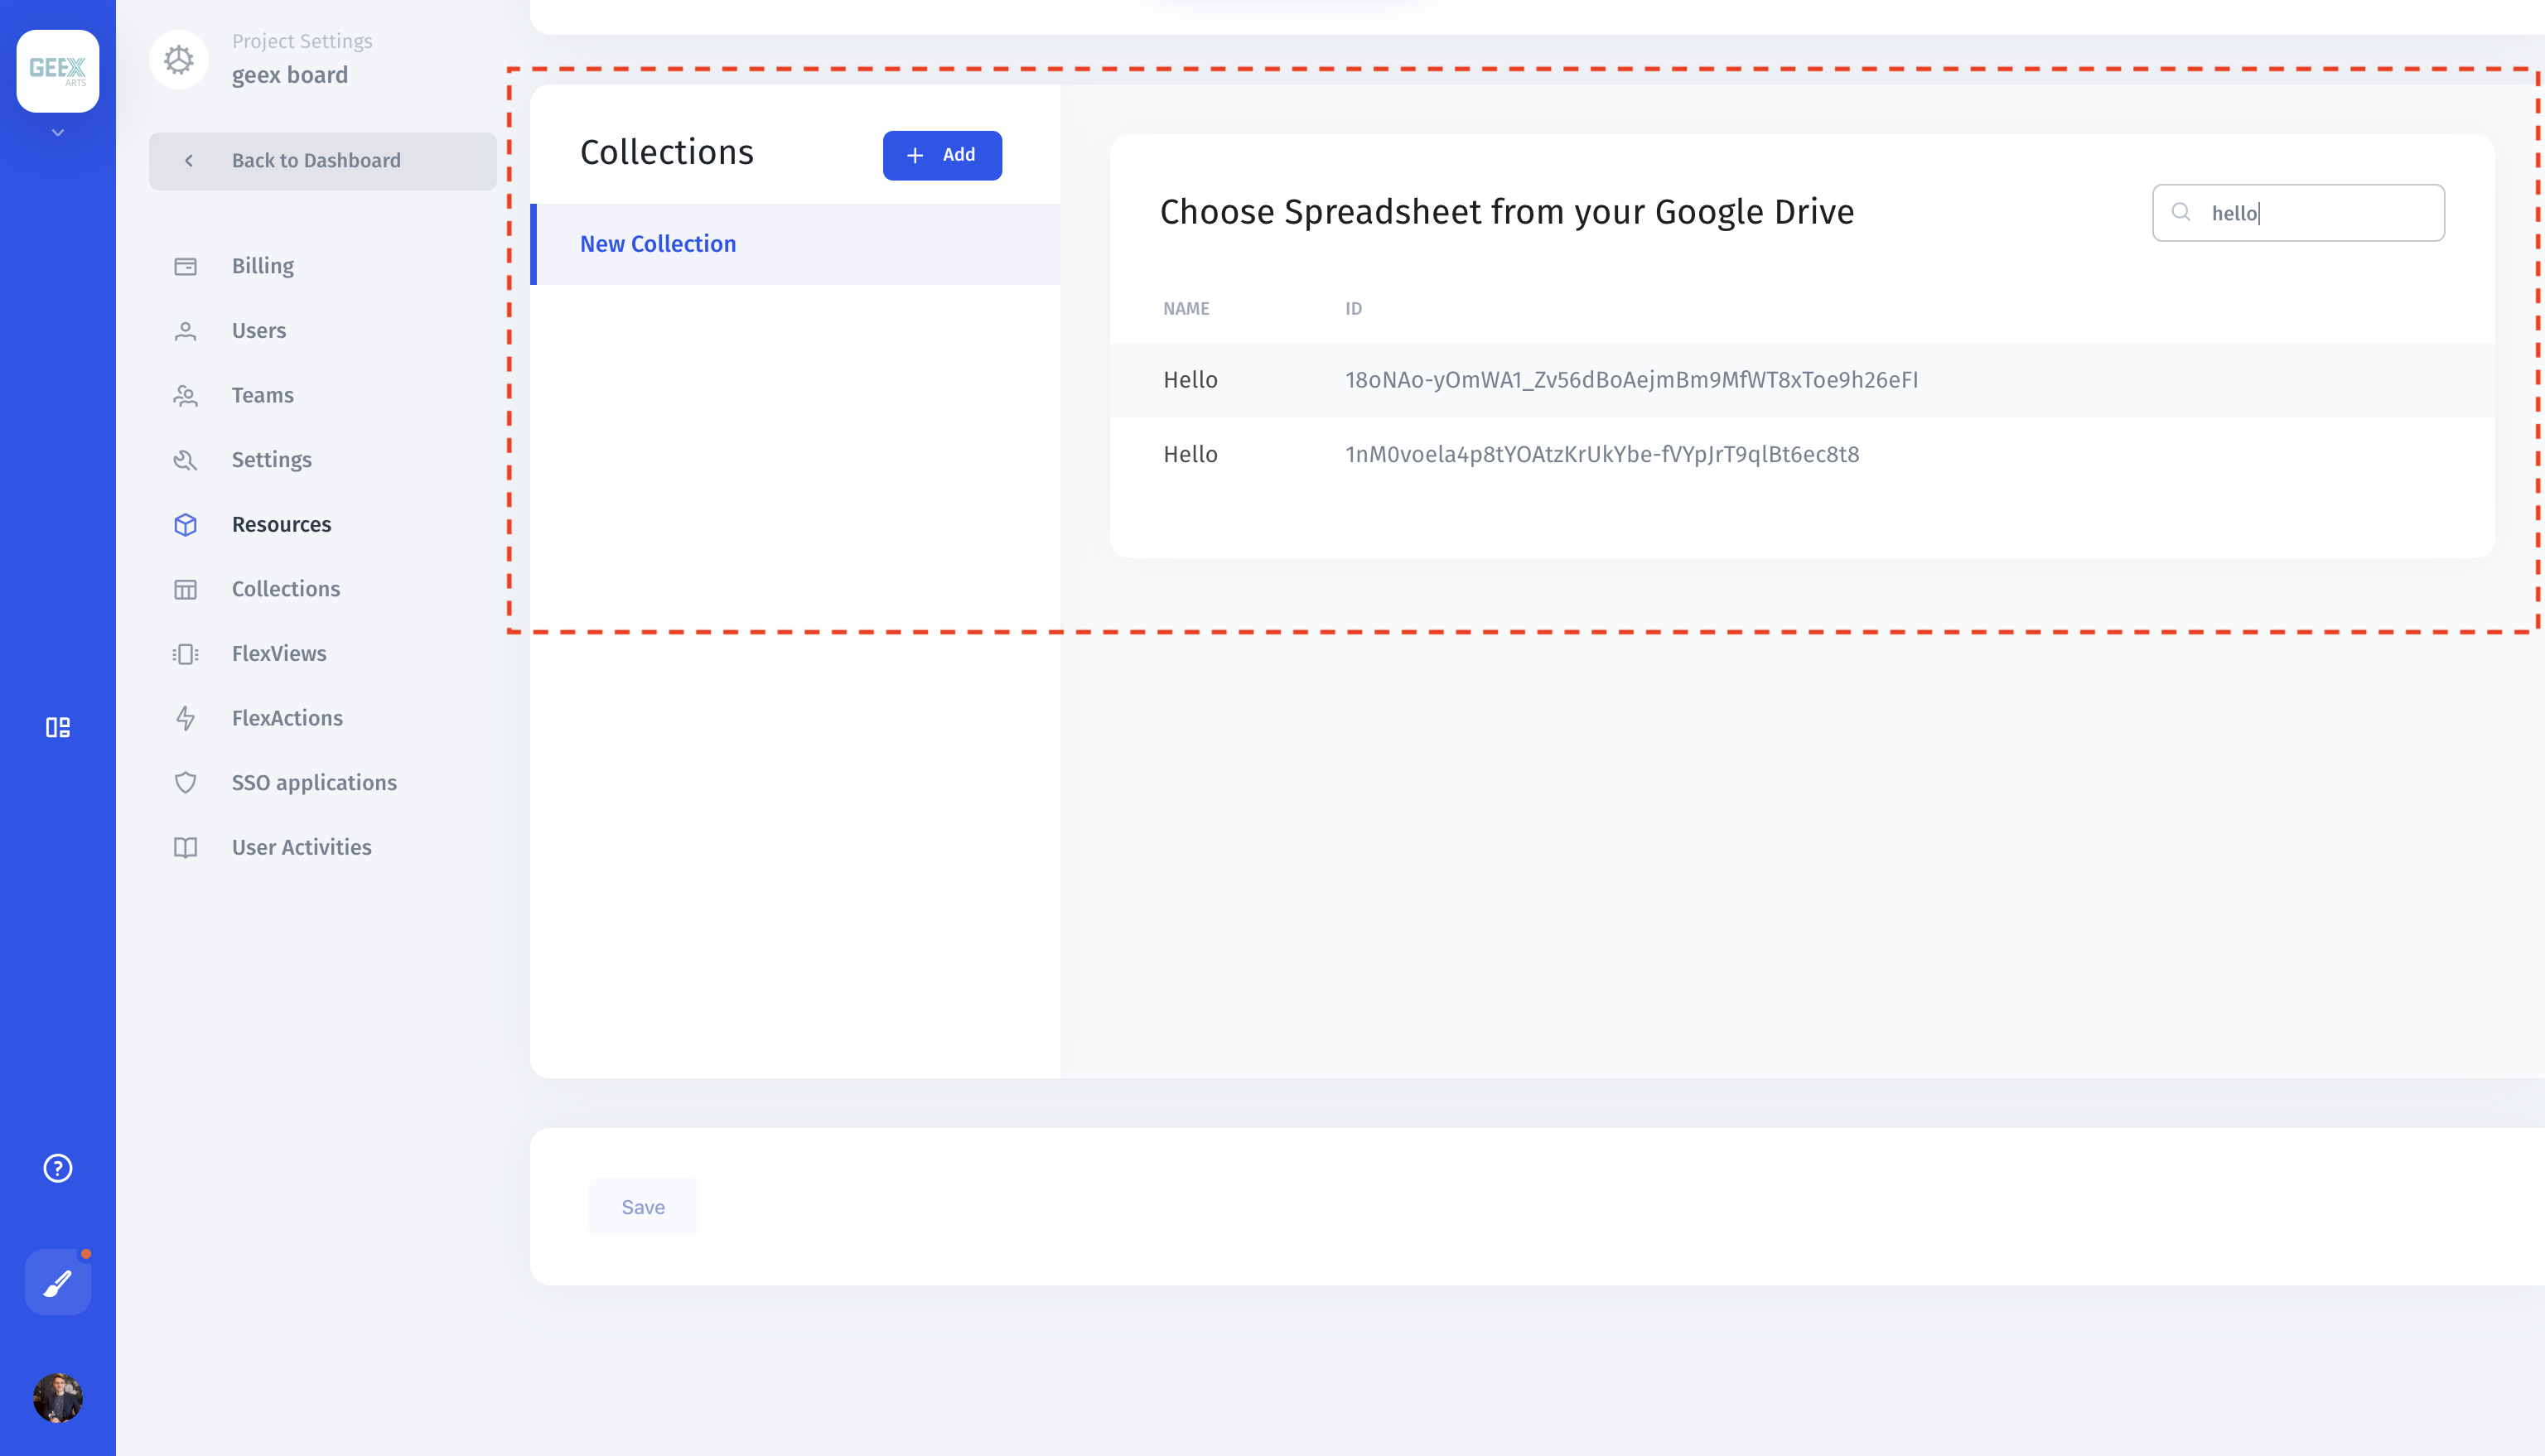 GEEX
ARTS
Project Settings
geex board
Back to Dashboard
Billing
Users
Teams
Settings
Resources
Collections
FlexViews
FlexActions
SSO applications
User Activities
Collections
Add
New Collection
Choose Spreadsheet from your Google Drive
hello
NAME ID
Hello 18oNAo-yOmWA1_Zv56dBoAejmBm9MfWT8xToe9h26eFI
Hello 1nM0voela4p8tYOAtzKrUkYbe-fVYpJrT9qlBt6ec8t8
Save